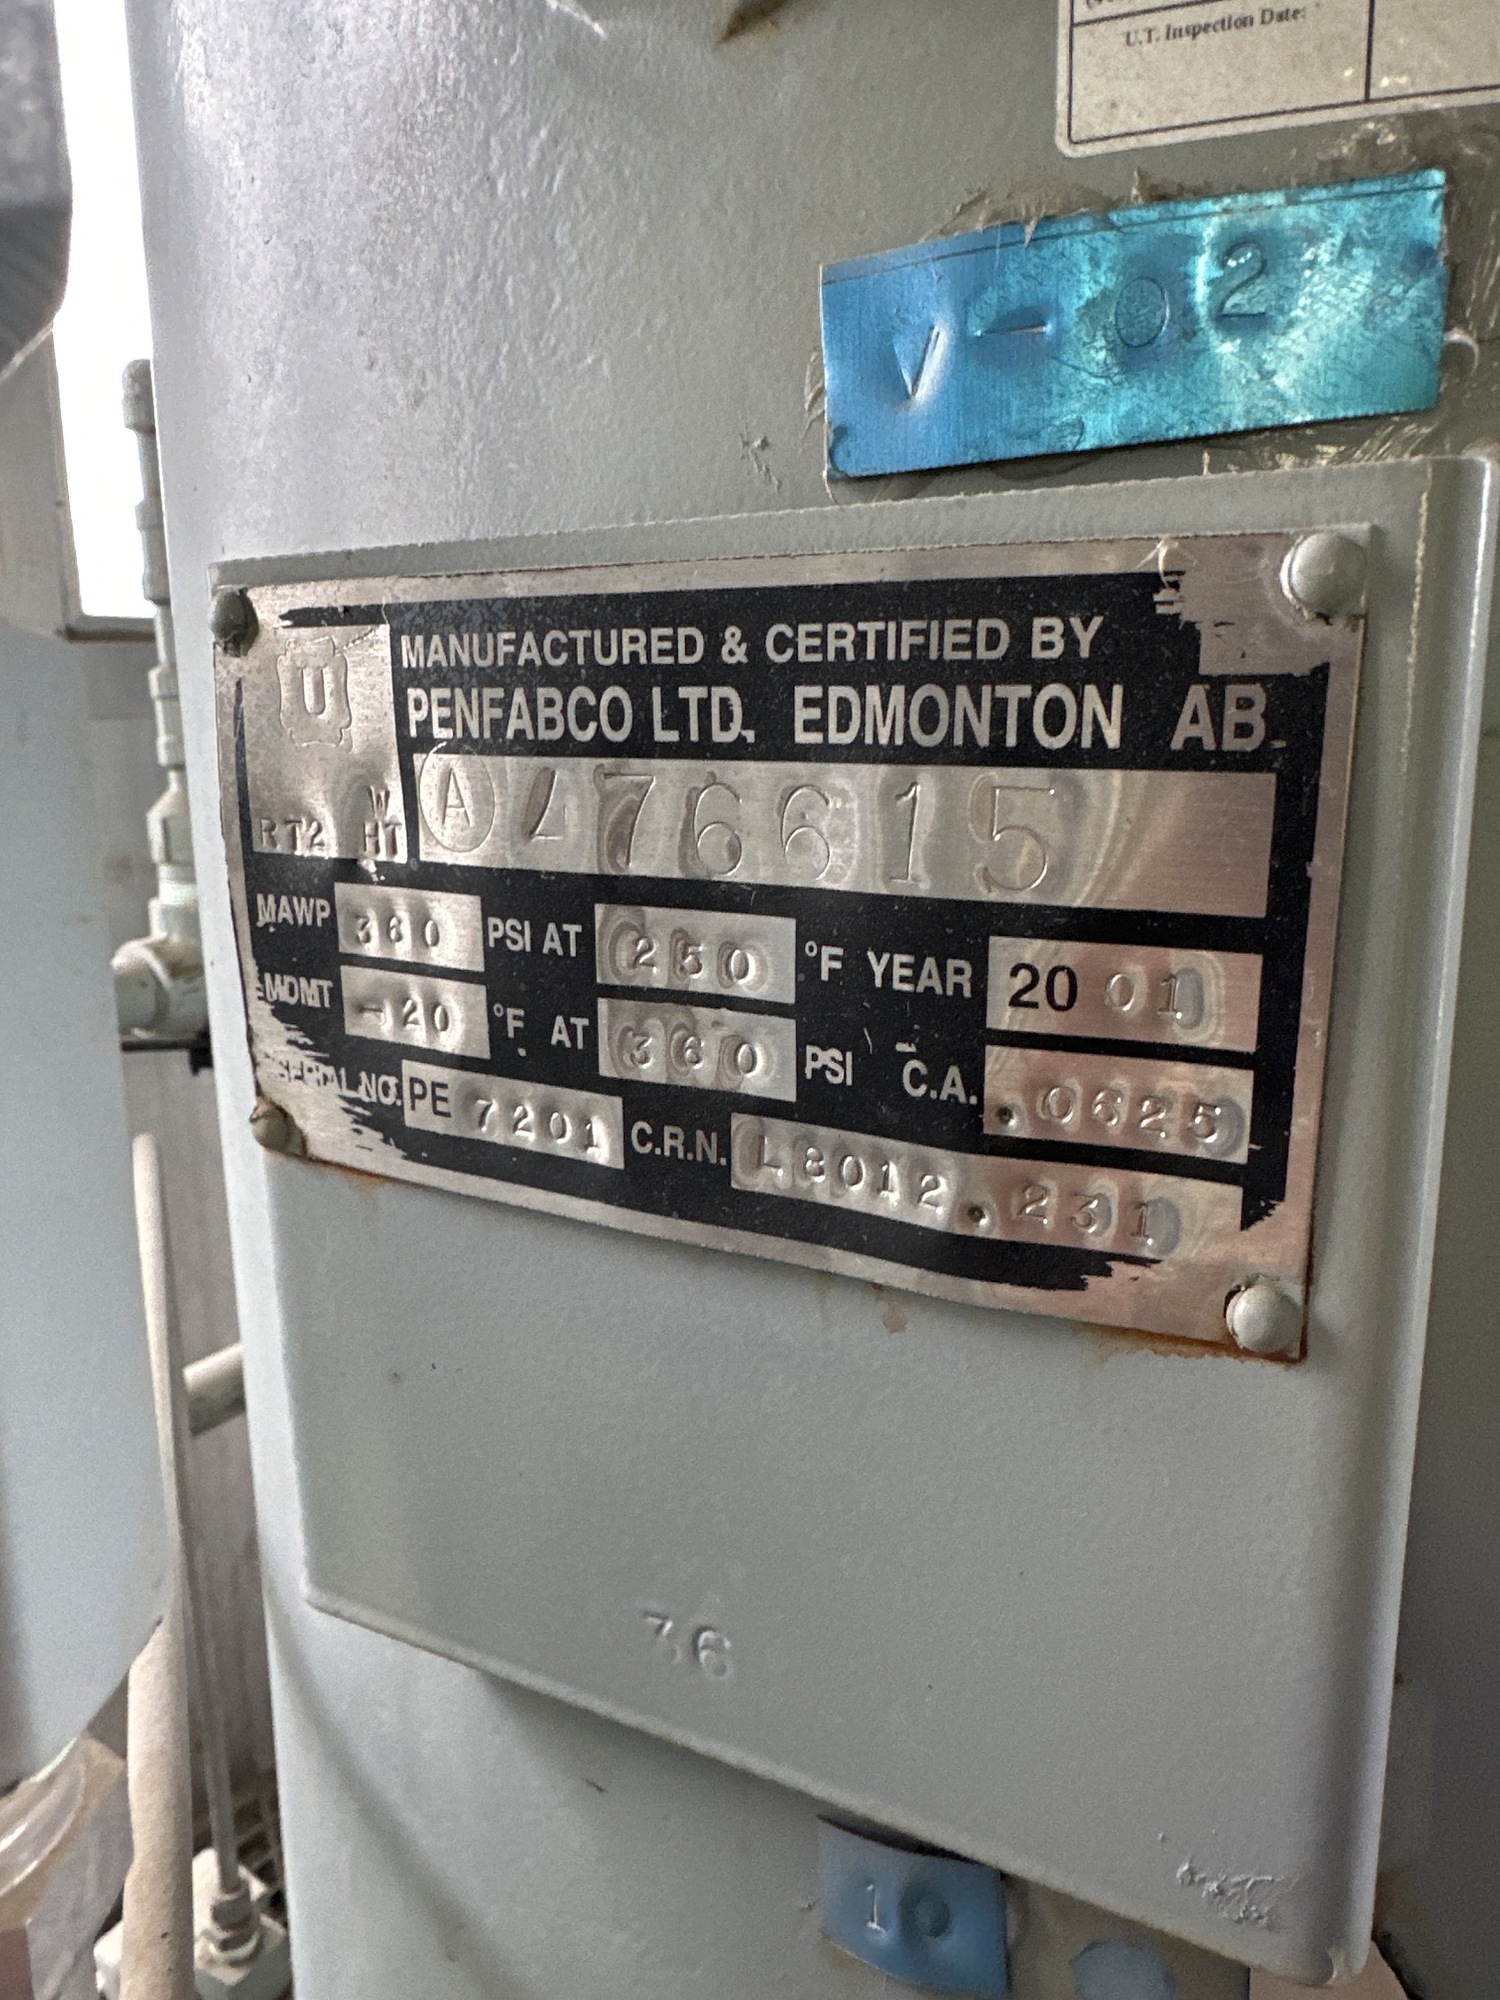 U.T. Inspection Date:
V-02
MANUFACTURED & CERTIFIED BY
U
PENFABCO LTD. EDMONTON AB.
W
RT2 HT
A 476615
MAWP 360 PSI AT 250 °F YEAR 2001
MDMT -20 °F AT 360 PSI C.A. .0625
SERIAL NO. PE 7201 C.R.N. L8012.231
36
10